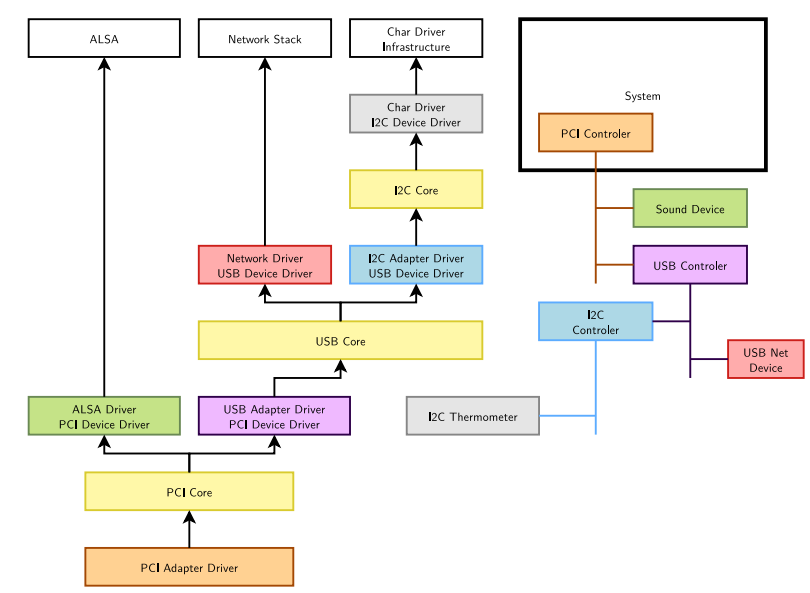 ALSA
Network Stack
Char Driver
Infrastructure
Char Driver
I2C Device Driver
I2C Core
Network Driver
USB Device Driver
I2C Adapter Driver
USB Device Driver
USB Core
ALSA Driver
PCI Device Driver
USB Adapter Driver
PCI Device Driver
PCI Core
PCI Adapter Driver
System
PCI Controler
Sound Device
USB Controler
I2C
Controler
USB Net
Device
I2C Thermometer